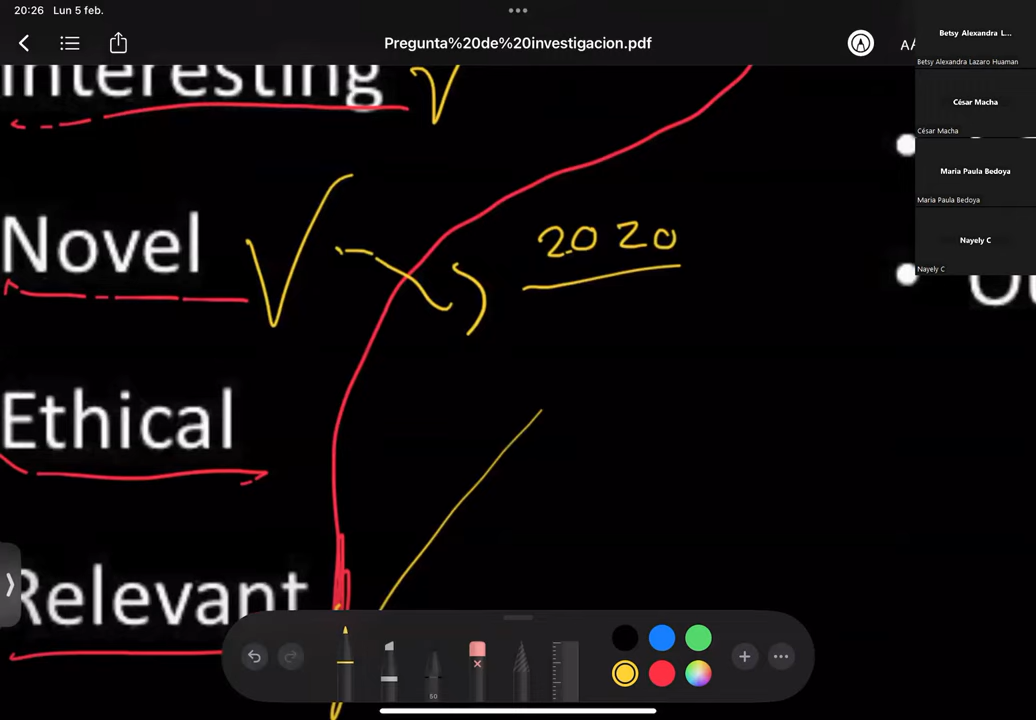 20:26 Lun 5 feb.
Pregunta%20de%20investigacion.pdf
AA
Betsy Alexandra L...
Betsy Alexandra Lazaro Huaman
César Macha
César Macha
Maria Paula Bedoya
Maria Paula Bedoya
Nayely C
Nayely C
Interesting
Novel
2020
Ethical
Relevant
50